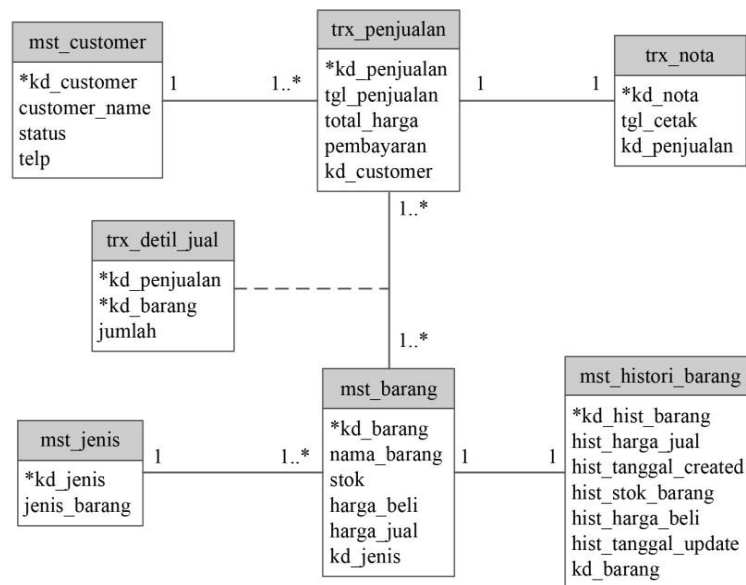 mst_customer
*kd_customer
customer_name
status
telp
1
1..*
trx_penjualan
*kd_penjualan
tgl_penjualan
total_harga
pembayaran
kd_customer
1
1
trx_nota
*kd_nota
tgl_cetak
kd_penjualan
1..*
trx_detil_jual
*kd_penjualan
*kd_barang
jumlah
1..*
mst_jenis
*kd_jenis
jenis_barang
1
1..*
mst_barang
*kd_barang
nama_barang
stok
harga_beli
harga_jual
kd_jenis
1
1
mst_histori_barang
*kd_hist_barang
hist_harga_jual
hist_tanggal_created
hist_stok_barang
hist_harga_beli
hist_tanggal_update
kd_barang